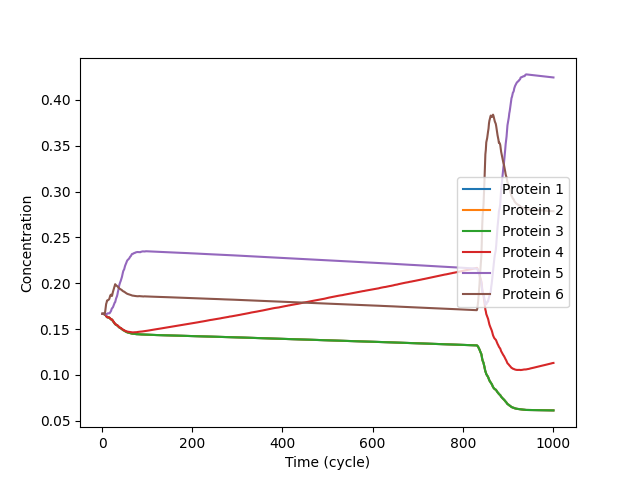 0.40
0.35
0.30
0.25
0.20
0.15
0.10
0.05
Concentration
0 200 400 600 800 1000
Time (cycle)
Protein 1
Protein 2
Protein 3
Protein 4
Protein 5
Protein 6